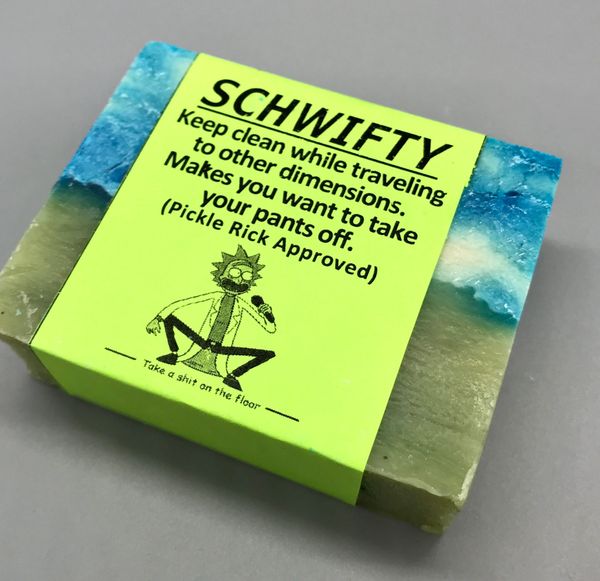 SCHWIFTY
Keep clean while traveling
to other dimensions.
Makes you want to take
your pants off.
(Pickle Rick Approved)
Take a shit on the floor